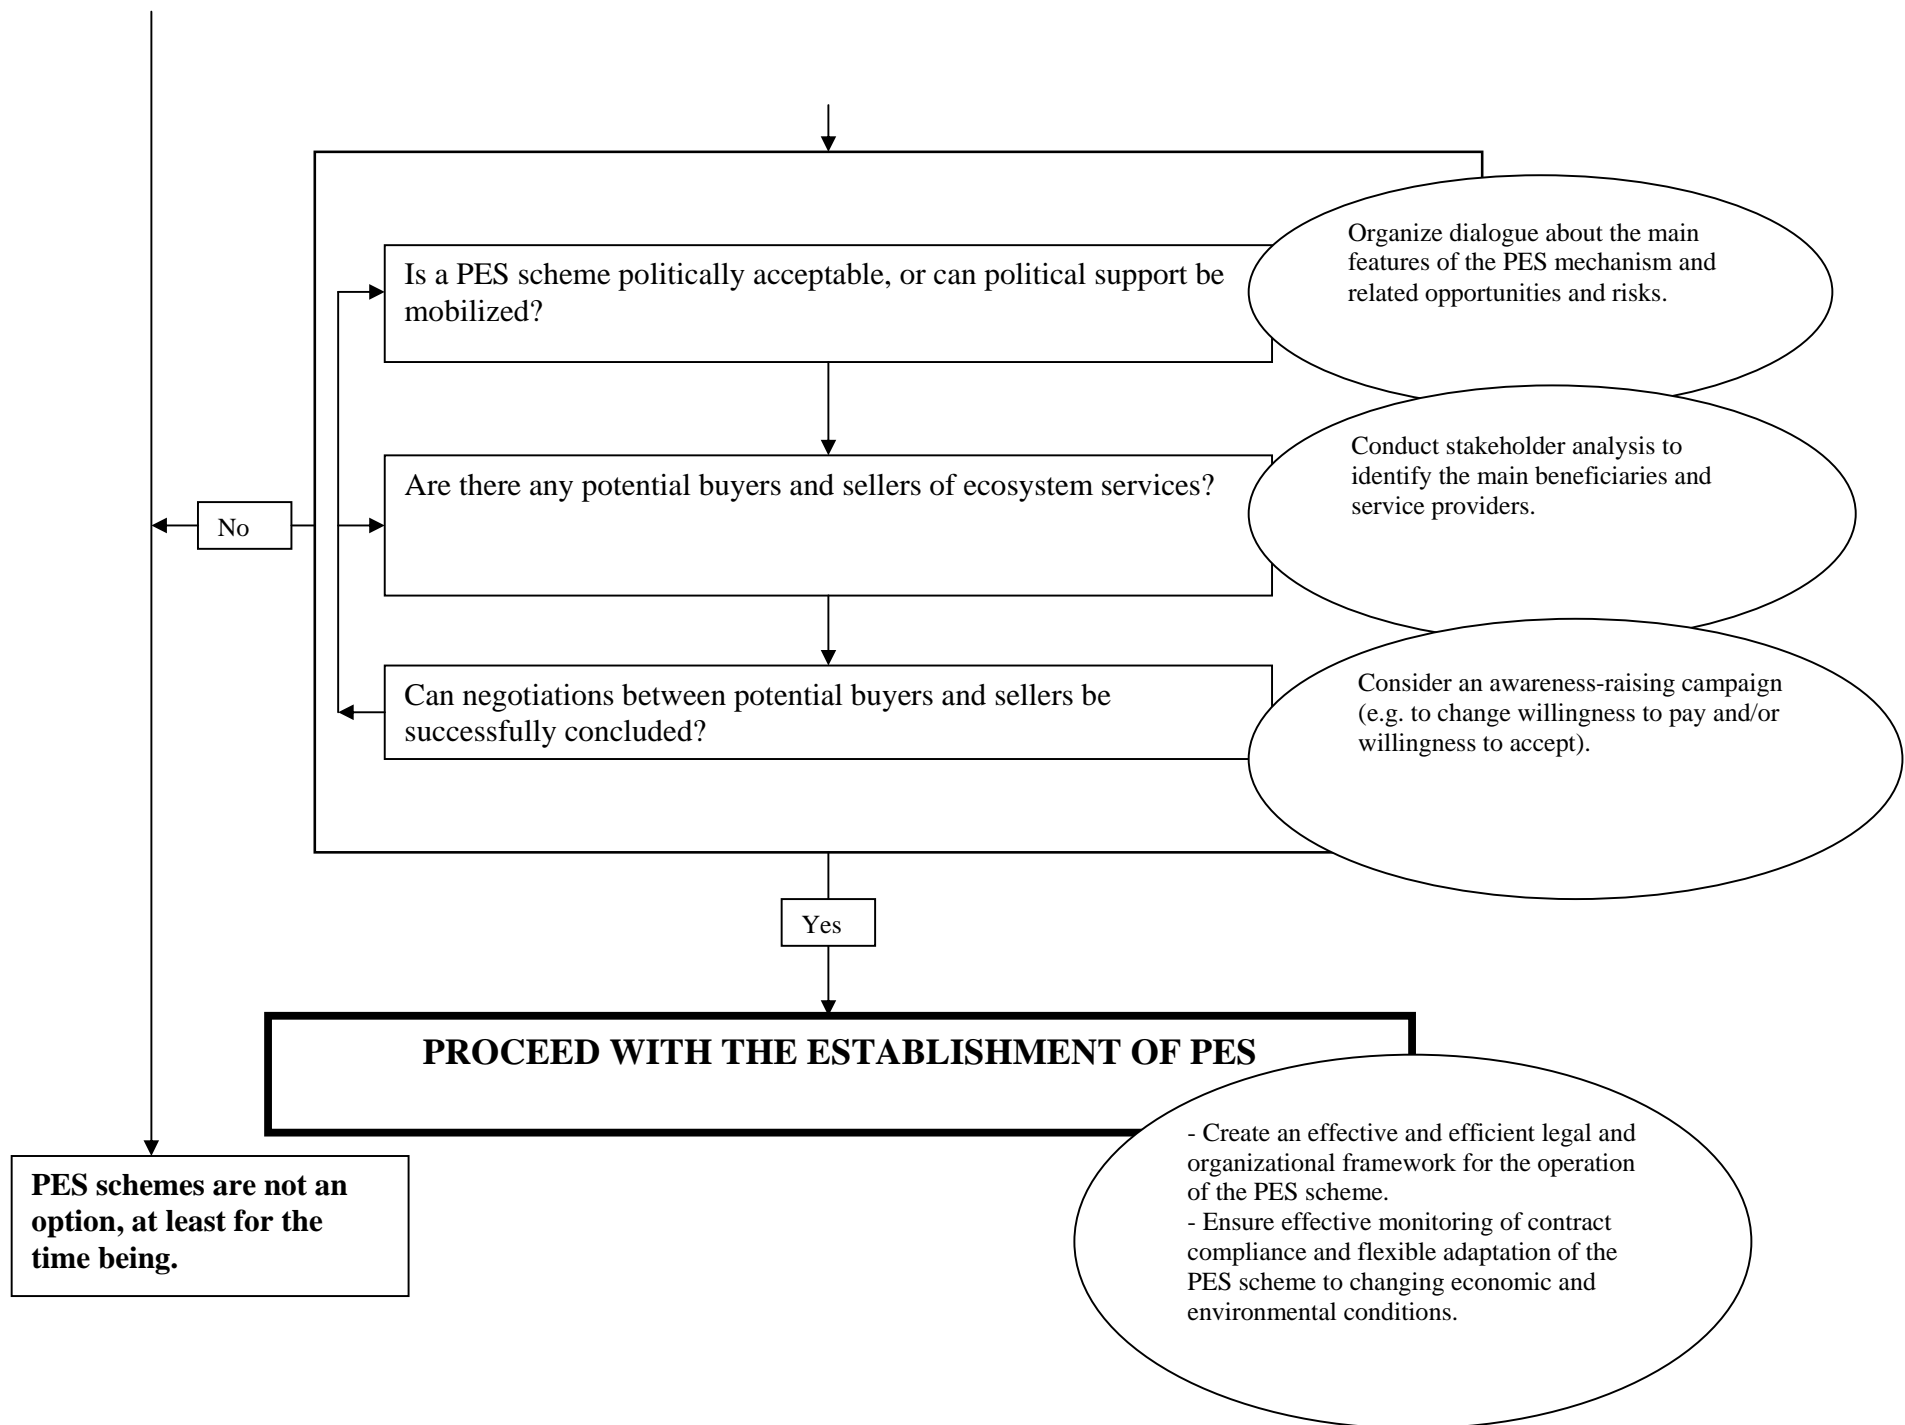 Organize dialogue about the main
features of the PES mechanism and
related opportunities and risks.
Is a PES scheme politically acceptable, or can political support be
mobilized?
Conduct stakeholder analysis to
identify the main beneficiaries and
service providers.
Are there any potential buyers and sellers of ecosystem services?
No
Consider an awareness-raising campaign
(e.g. to change willingness to pay and/or
willingness to accept).
Can negotiations between potential buyers and sellers be
successfully concluded?
Yes
PROCEED WITH THE ESTABLISHMENT OF PES
- Create an effective and efficient legal and
organizational framework for the operation
of the PES scheme.
- Ensure effective monitoring of contract
compliance and flexible adaptation of the
PES scheme to changing economic and
environmental conditions.
PES schemes are not an
option, at least for the
time being.